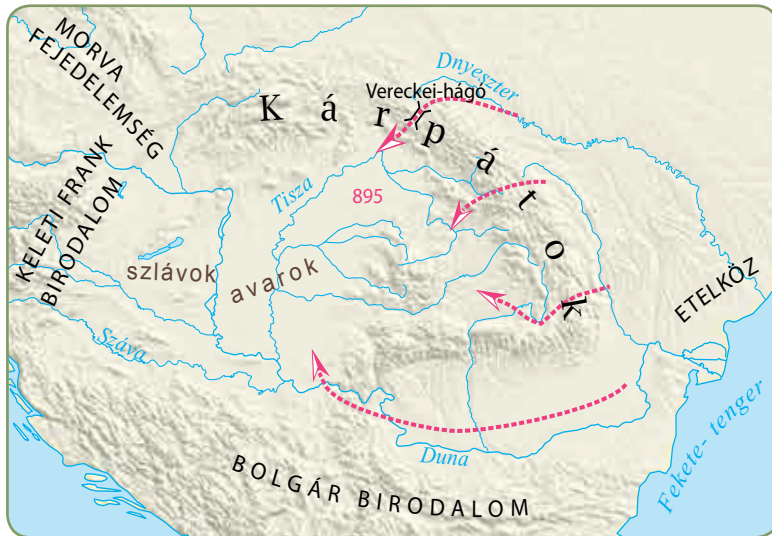 MORVA
FEJEDELEMSÉG
Kárpátok
Vereckei-hágó
Dnyeszter
KELETI FRANK
BIRODALOM
Tisza
895
szlávok
avarok
ETELKÖZ
Száva
Duna
Fekete- tenger
BOLGÁR BIRODALOM